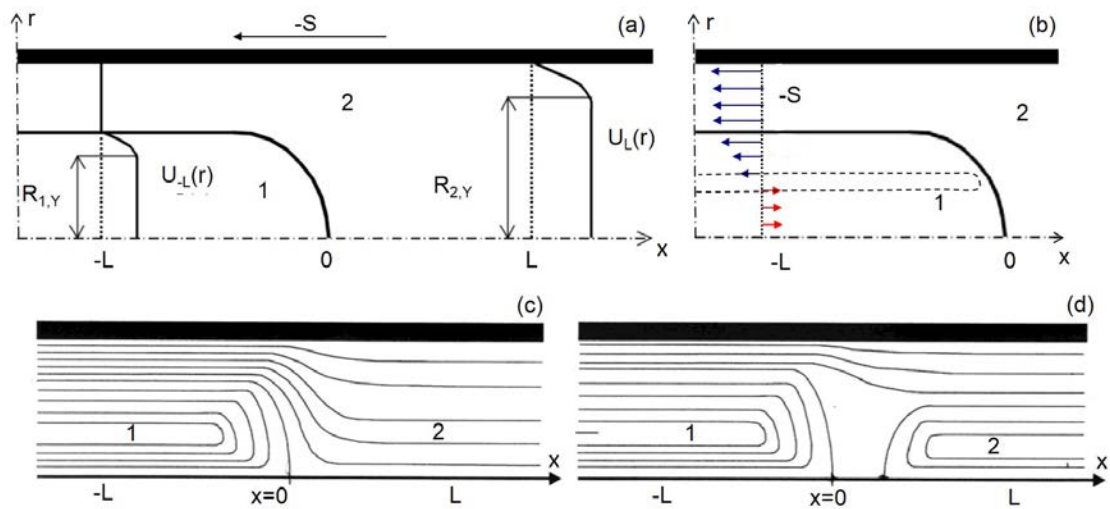 r
-S
(a)
2
U_L(r)
R_{1,Y}
U_{-L}(r)
1
R_{2,Y}
x
-L
0
L
r
(b)
-S
2
1
x
-L
0
(c)
1
2
x
-L
x=0
L
(d)
1
2
x
-L
x=0
L